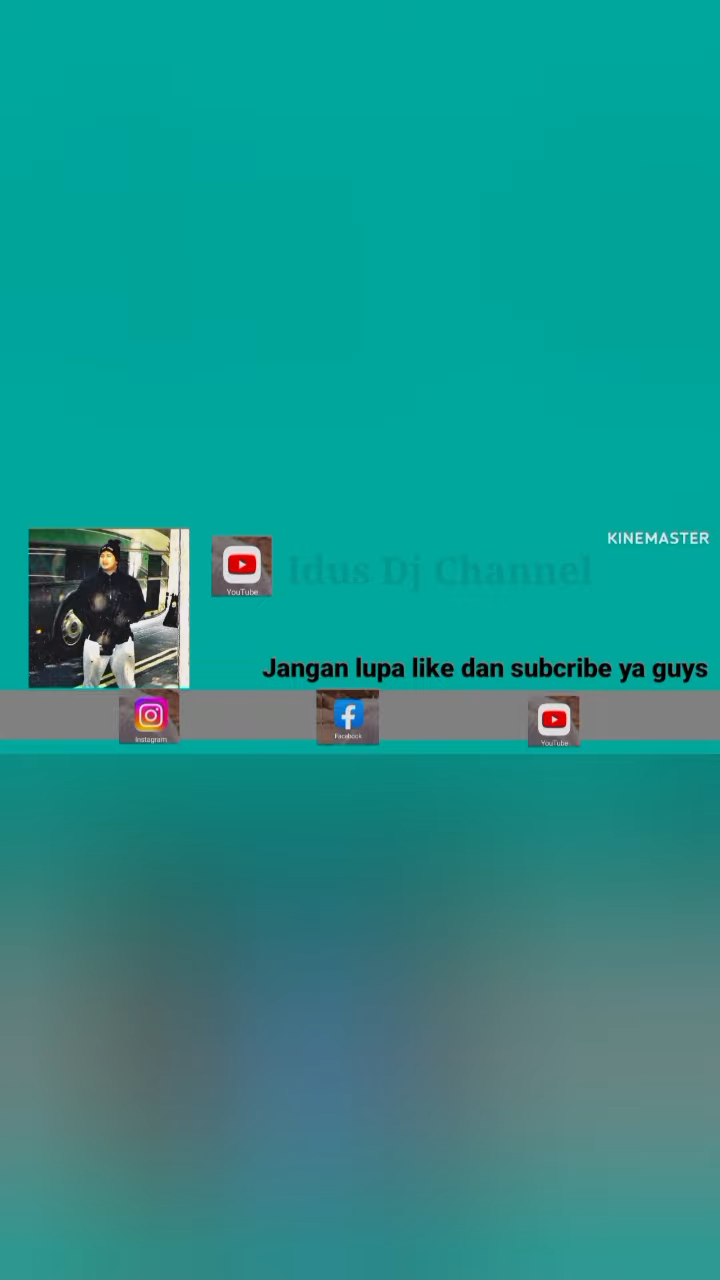 KINEMASTER
YouTube
Idus Dj Channel
Jangan lupa like dan subcribe ya guys
Instagram
Facebook
YouTube